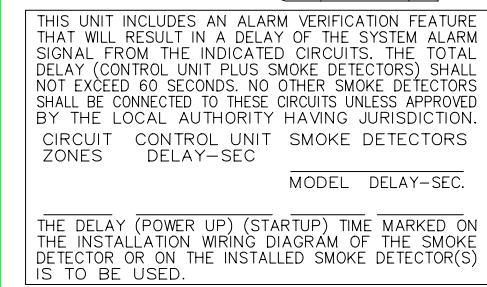 THIS UNIT INCLUDES AN ALARM VERIFICATION FEATURE
THAT WILL RESULT IN A DELAY OF THE SYSTEM ALARM
SIGNAL FROM THE INDICATED CIRCUITS. THE TOTAL
DELAY (CONTROL UNIT PLUS SMOKE DETECTORS) SHALL
NOT EXCEED 60 SECONDS. NO OTHER SMOKE DETECTORS
SHALL BE CONNECTED TO THESE CIRCUITS UNLESS APPROVED
BY THE LOCAL AUTHORITY HAVING JURISDICTION.
CIRCUIT CONTROL UNIT SMOKE DETECTORS
ZONES DELAY-SEC
MODEL DELAY-SEC.
THE DELAY (POWER UP) (STARTUP) TIME MARKED ON
THE INSTALLATION WIRING DIAGRAM OF THE SMOKE
DETECTOR OR ON THE INSTALLED SMOKE DETECTOR(S)
IS TO BE USED.